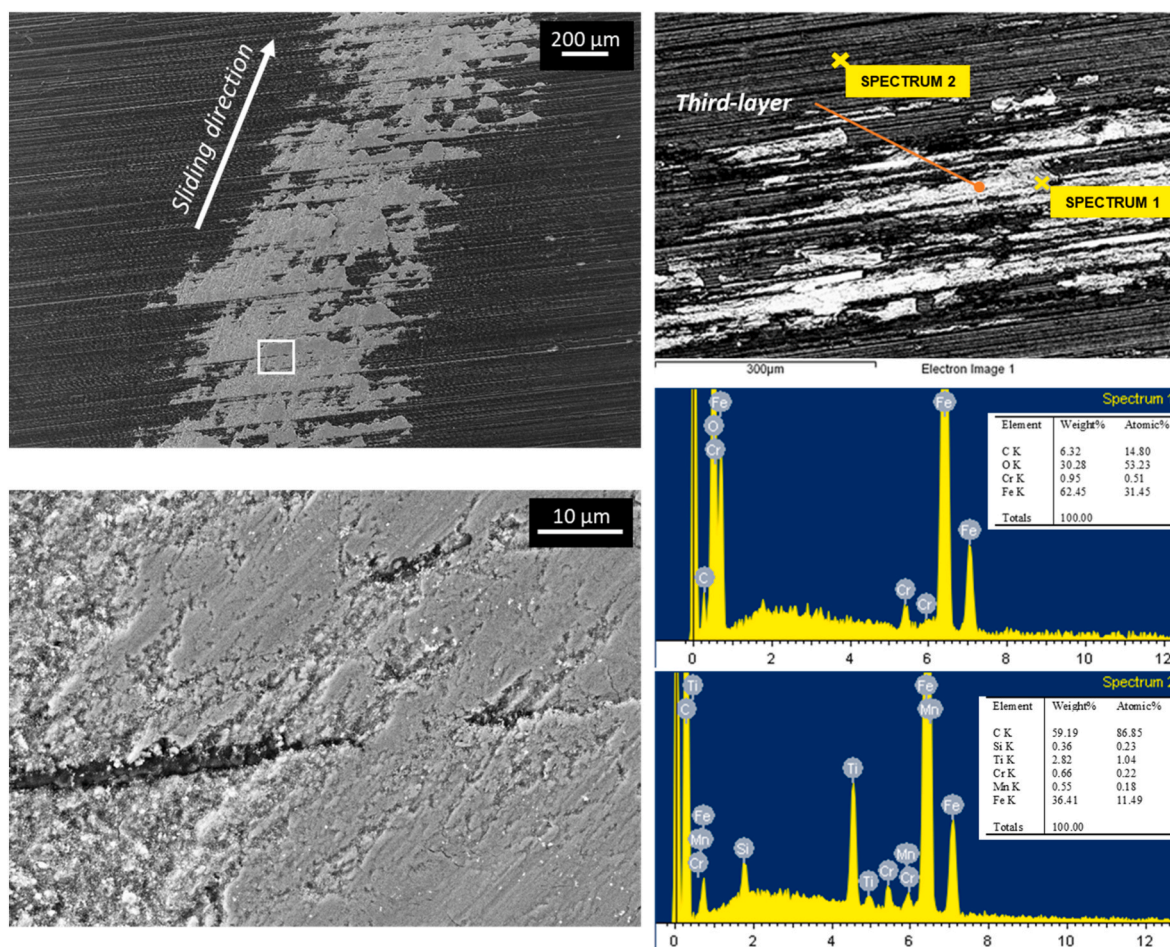 200 µm
Sliding direction
10 µm
SPECTRUM 2
Third-layer
SPECTRUM 1
300µm Electron Image 1
Spectrum 1
Fe Fe
O
Cr
C Cr Cr Fe
Element Weight% Atomic%
C K 6.32 14.80
O K 30.28 53.23
Cr K 0.95 0.51
Fe K 62.45 31.45
Totals 100.00
0 2 4 6 8 10 12
Spectrum 2
Ti Fe
C Mn
Ti Fe
Fe
Mn Si Mn
Cr Ti Cr Cr
Element Weight% Atomic%
C K 59.19 86.85
Si K 0.36 0.23
Ti K 2.82 1.04
Cr K 0.66 0.22
Mn K 0.55 0.18
Fe K 36.41 11.49
Totals 100.00
0 2 4 6 8 10 12